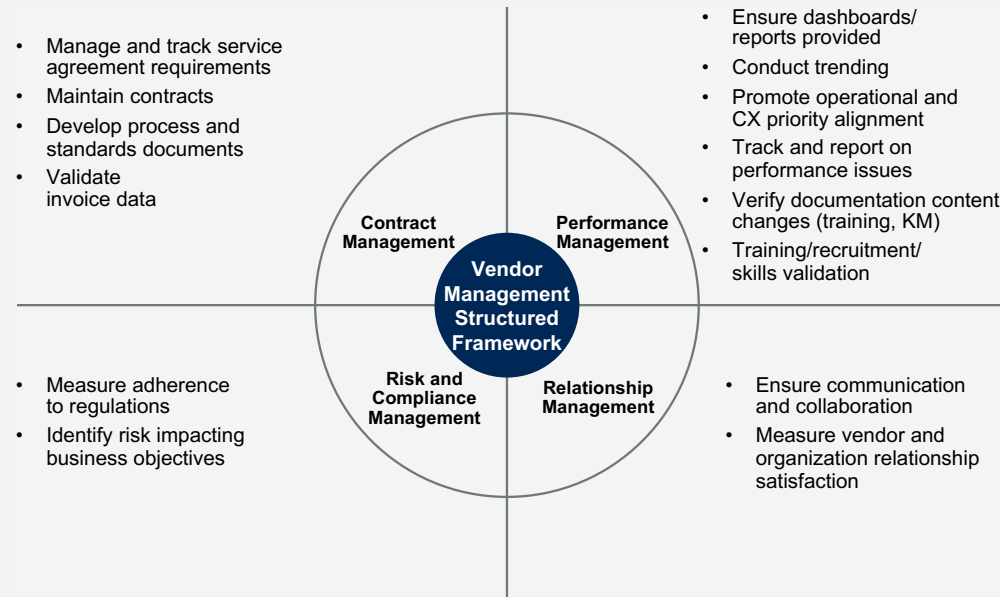 • Manage and track service
agreement requirements
• Maintain contracts
• Develop process and
standards documents
• Validate
invoice data
• Ensure dashboards/
reports provided
• Conduct trending
• Promote operational and
CX priority alignment
• Track and report on
performance issues
• Verify documentation content
changes (training, KM)
• Training/recruitment/
skills validation
Contract
Management
Performance
Management
Vendor
Management
Structured
Framework
Risk and
Compliance
Management
Relationship
Management
• Measure adherence
to regulations
• Identify risk impacting
business objectives
• Ensure communication
and collaboration
• Measure vendor and
organization relationship
satisfaction